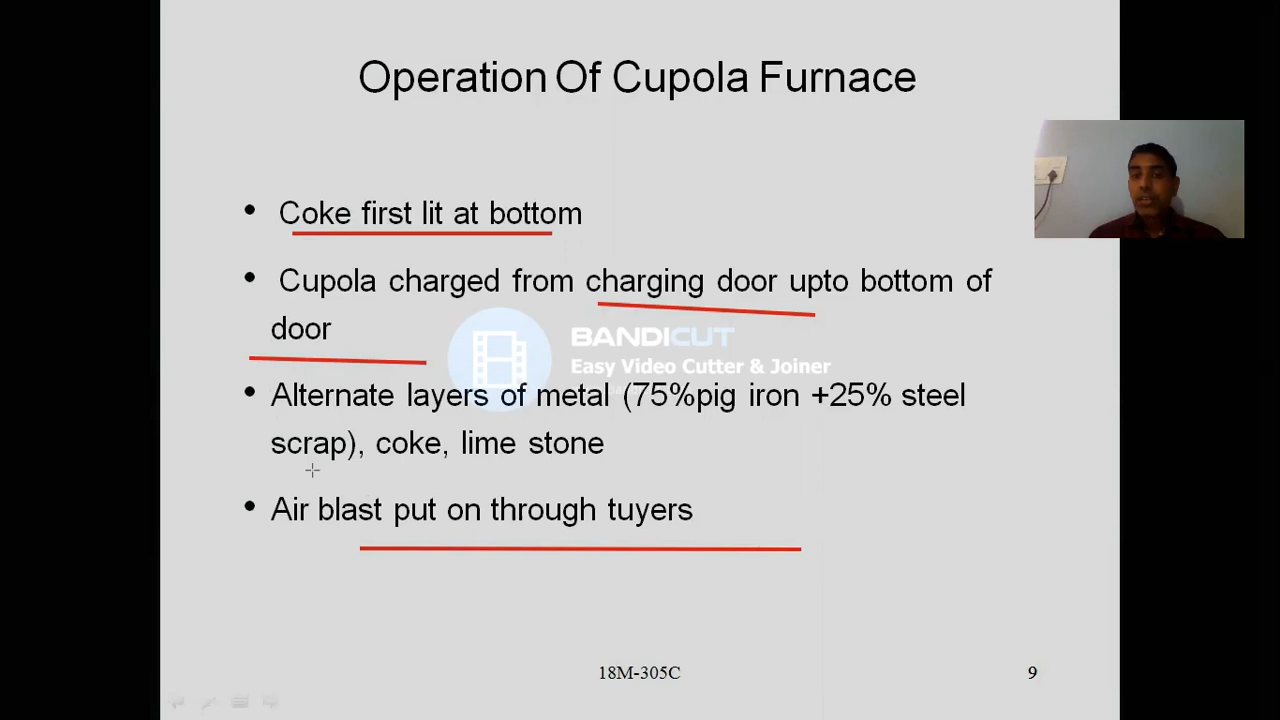 Operation Of Cupola Furnace
• Coke first lit at bottom
• Cupola charged from charging door upto bottom of
door
BANDICUT
Easy Video Cutter & Joiner
• Alternate layers of metal (75%pig iron +25% steel
scrap), coke, lime stone
• Air blast put on through tuyers
18M-305C
9